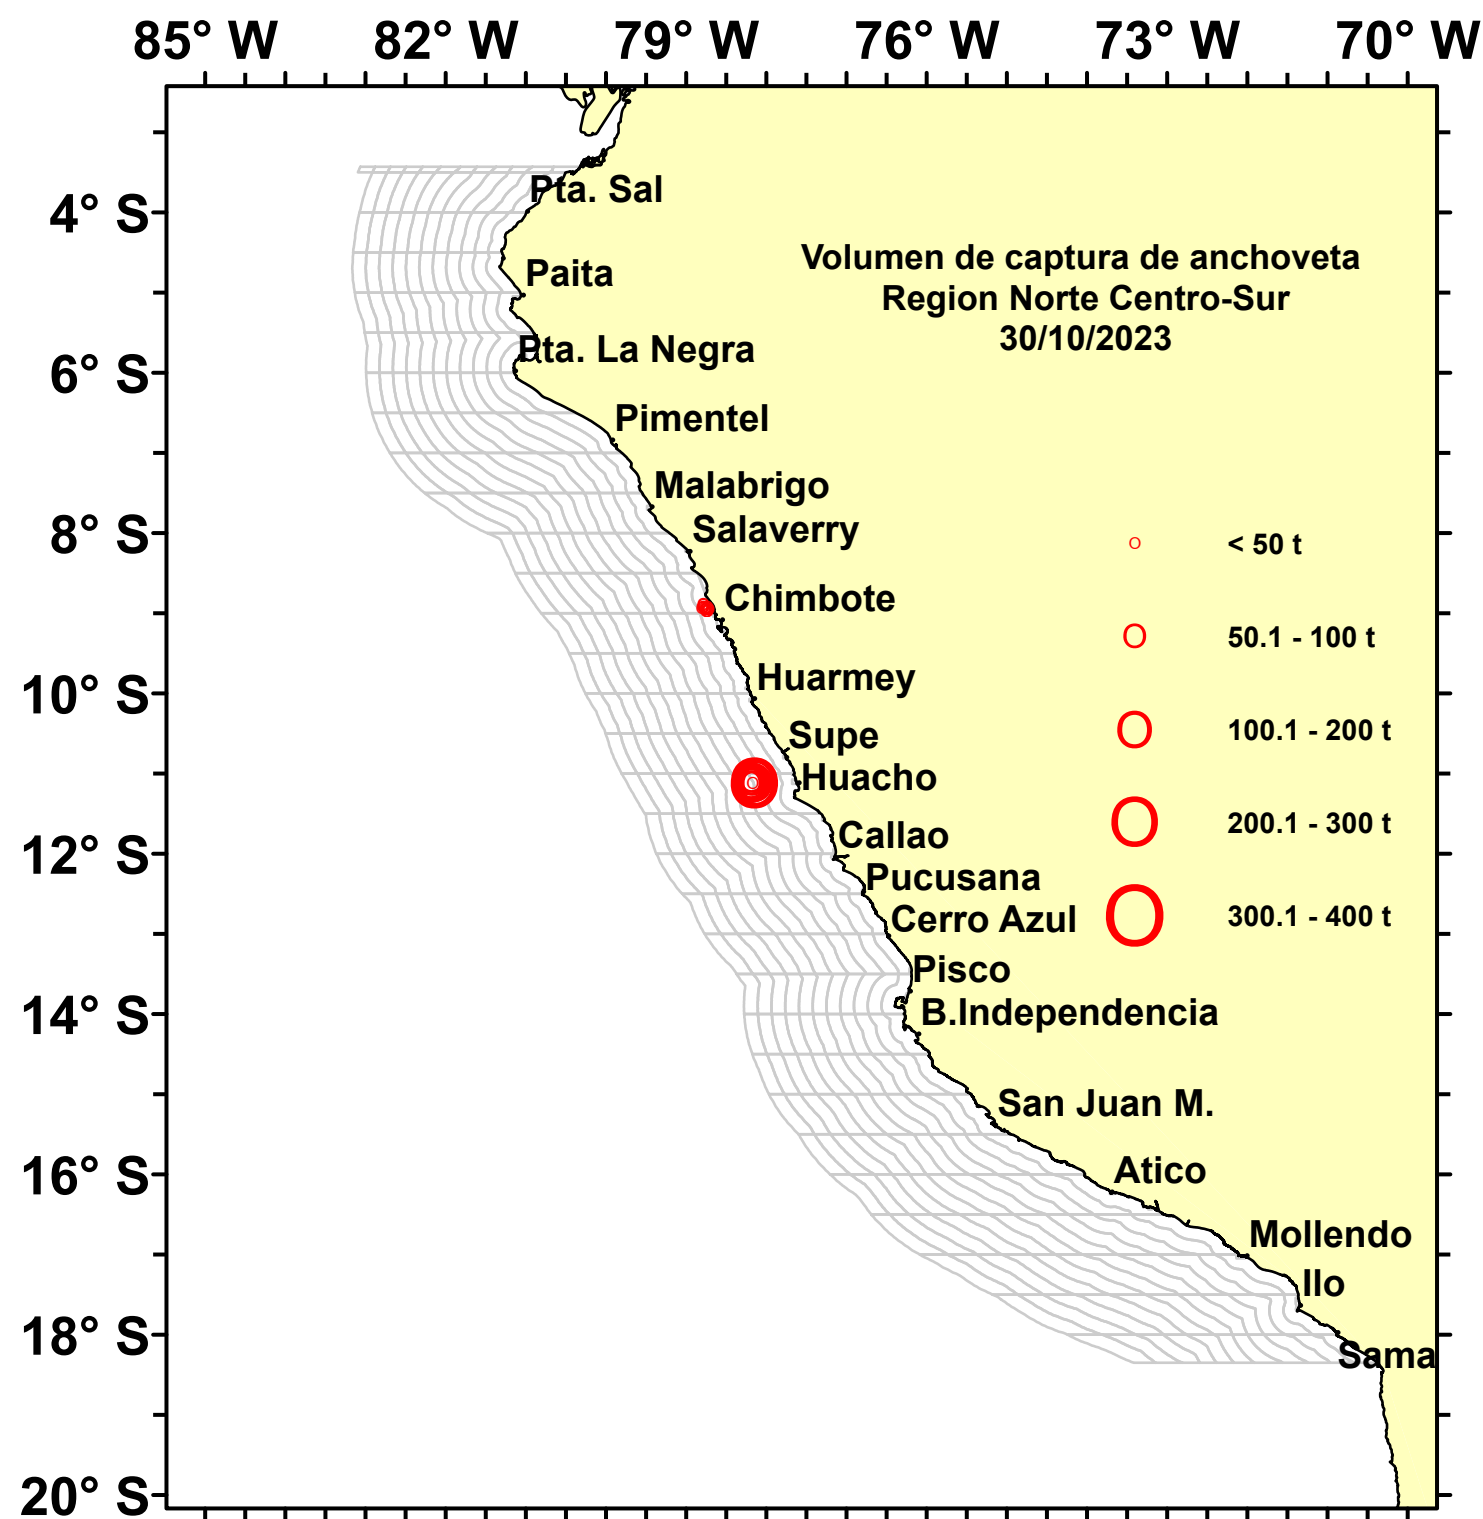 85° W 82° W 79° W 76° W 73° W 70° W
4° S
6° S
8° S
10° S
12° S
14° S
16° S
18° S
20° S
Volumen de captura de anchoveta
Region Norte Centro-Sur
30/10/2023
Pta. Sal
Paita
Pta. La Negra
Pimentel
Malabrigo
Salaverry
Chimbote
Huarmey
Supe
Huacho
Callao
Pucusana
Cerro Azul
Pisco
B.Independencia
San Juan M.
Atico
Mollendo
Ilo
Sama
< 50 t
50.1 - 100 t
100.1 - 200 t
200.1 - 300 t
300.1 - 400 t